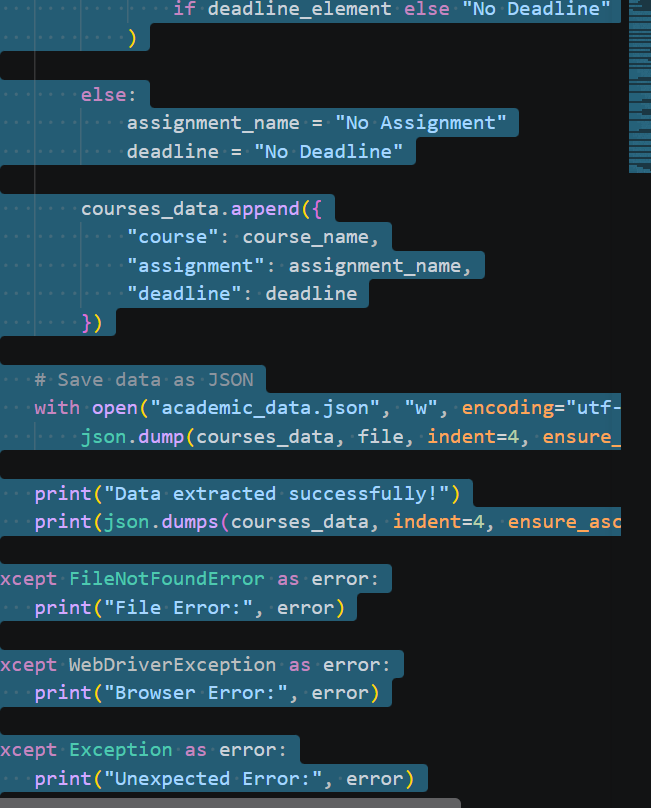 if deadline_element else "No Deadline"
)
else:
assignment_name = "No Assignment"
deadline = "No Deadline"
courses_data.append({
"course": course_name,
"assignment": assignment_name,
"deadline": deadline
})
# Save data as JSON
with open("academic_data.json", "w", encoding="utf-
json.dump(courses_data, file, indent=4, ensure_
print("Data extracted successfully!")
print(json.dumps(courses_data, indent=4, ensure_asc
xcept FileNotFoundError as error:
print("File Error:", error)
xcept WebDriverException as error:
print("Browser Error:", error)
xcept Exception as error:
print("Unexpected Error:", error)